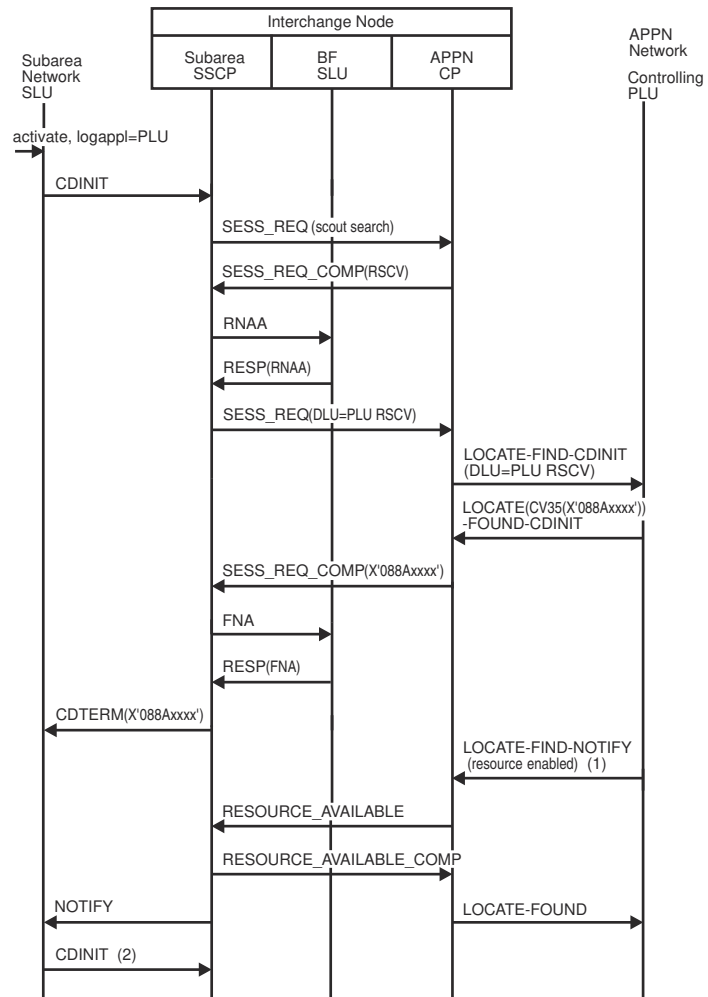 Interchange Node
Subarea
Network
SLU
Subarea
SSCP
BF
SLU
APPN
CP
APPN
Network
Controlling
PLU
activate, logappl=PLU
CDINIT
SESS_REQ (scout search)
SESS_REQ_COMP(RSCV)
RNAA
RESP(RNAA)
SESS_REQ(DLU=PLU RSCV)
LOCATE-FIND-CDINIT
(DLU=PLU RSCV)
LOCATE(CV35(X'088Axxxx'))
-FOUND-CDINIT
SESS_REQ_COMP(X'088Axxxx')
FNA
RESP(FNA)
CDTERM(X'088Axxxx')
LOCATE-FIND-NOTIFY
(resource enabled) (1)
RESOURCE_AVAILABLE
RESOURCE_AVAILABLE_COMP
NOTIFY
LOCATE-FOUND
CDINIT (2)